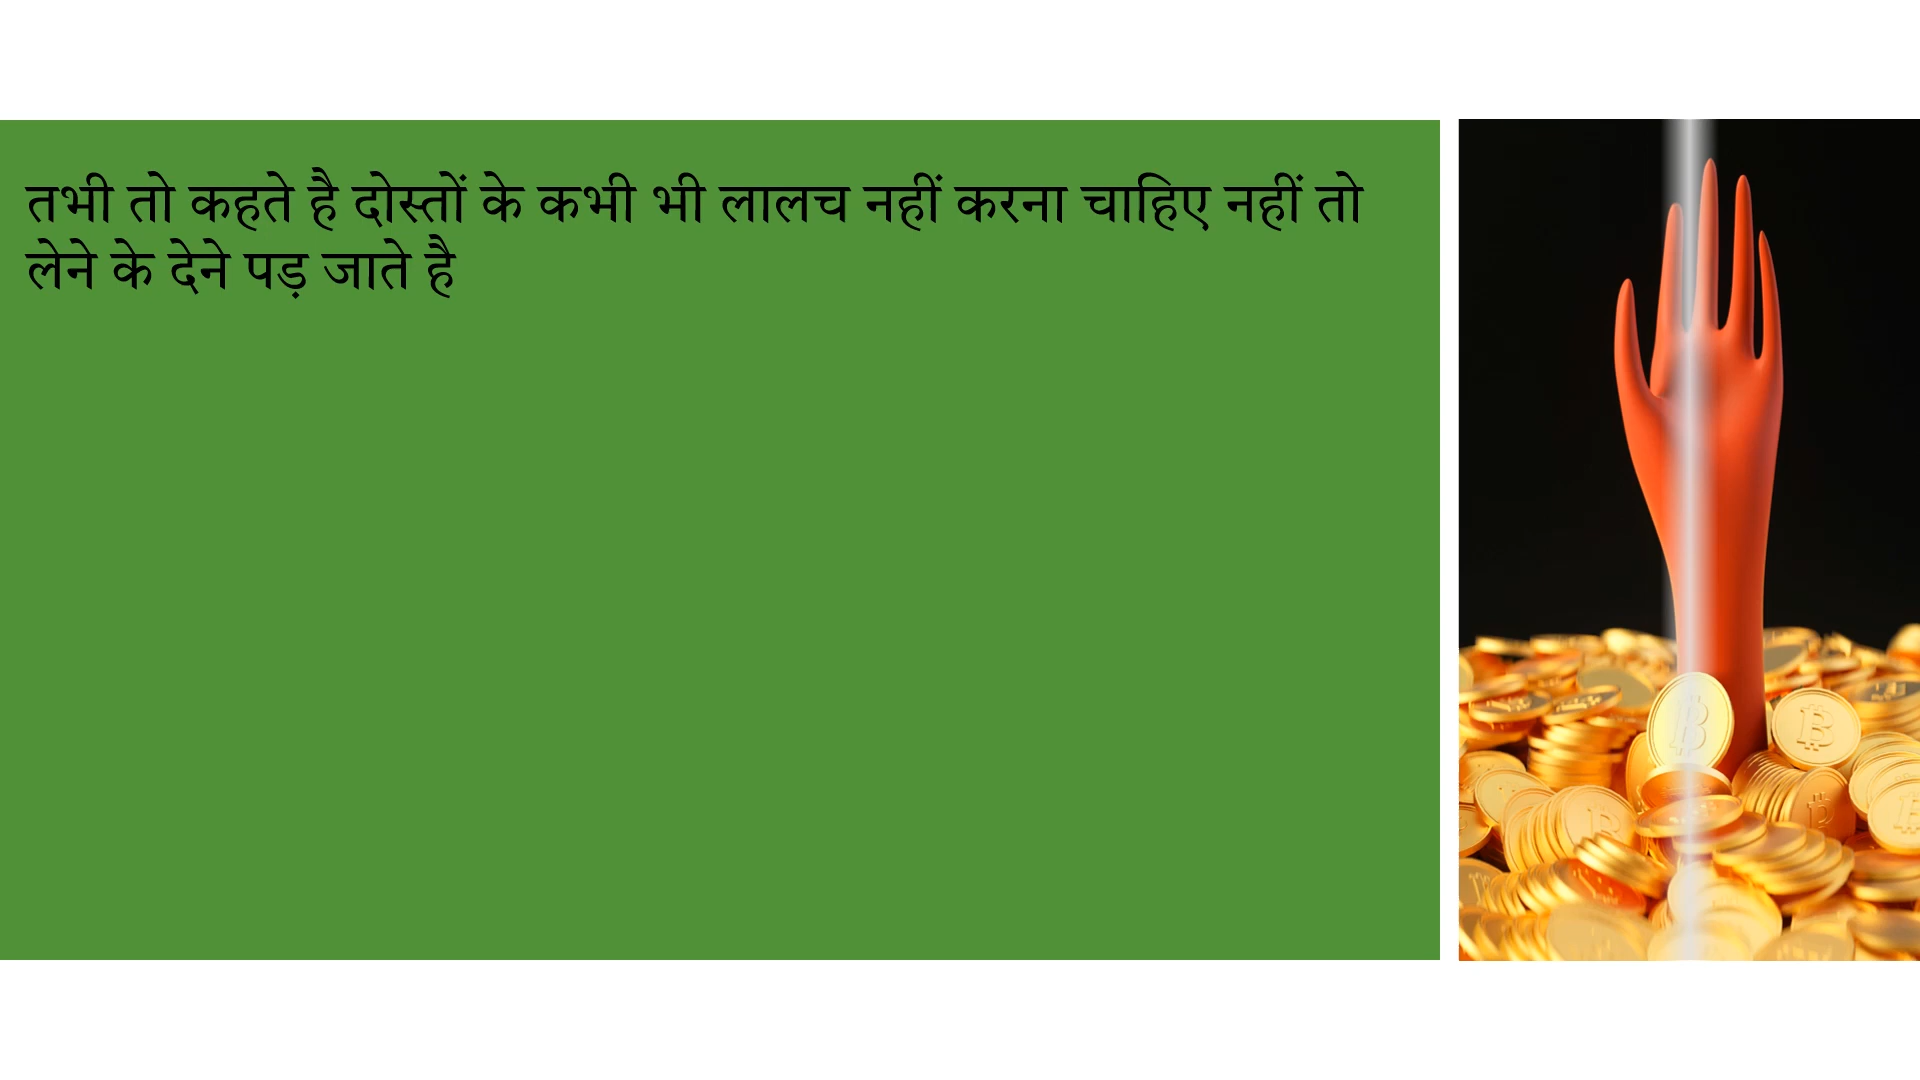 तभी तो कहते है दोस्तों के कभी भी लालच नहीं करना चाहिए नहीं तो
लेने के देने पड़ जाते है